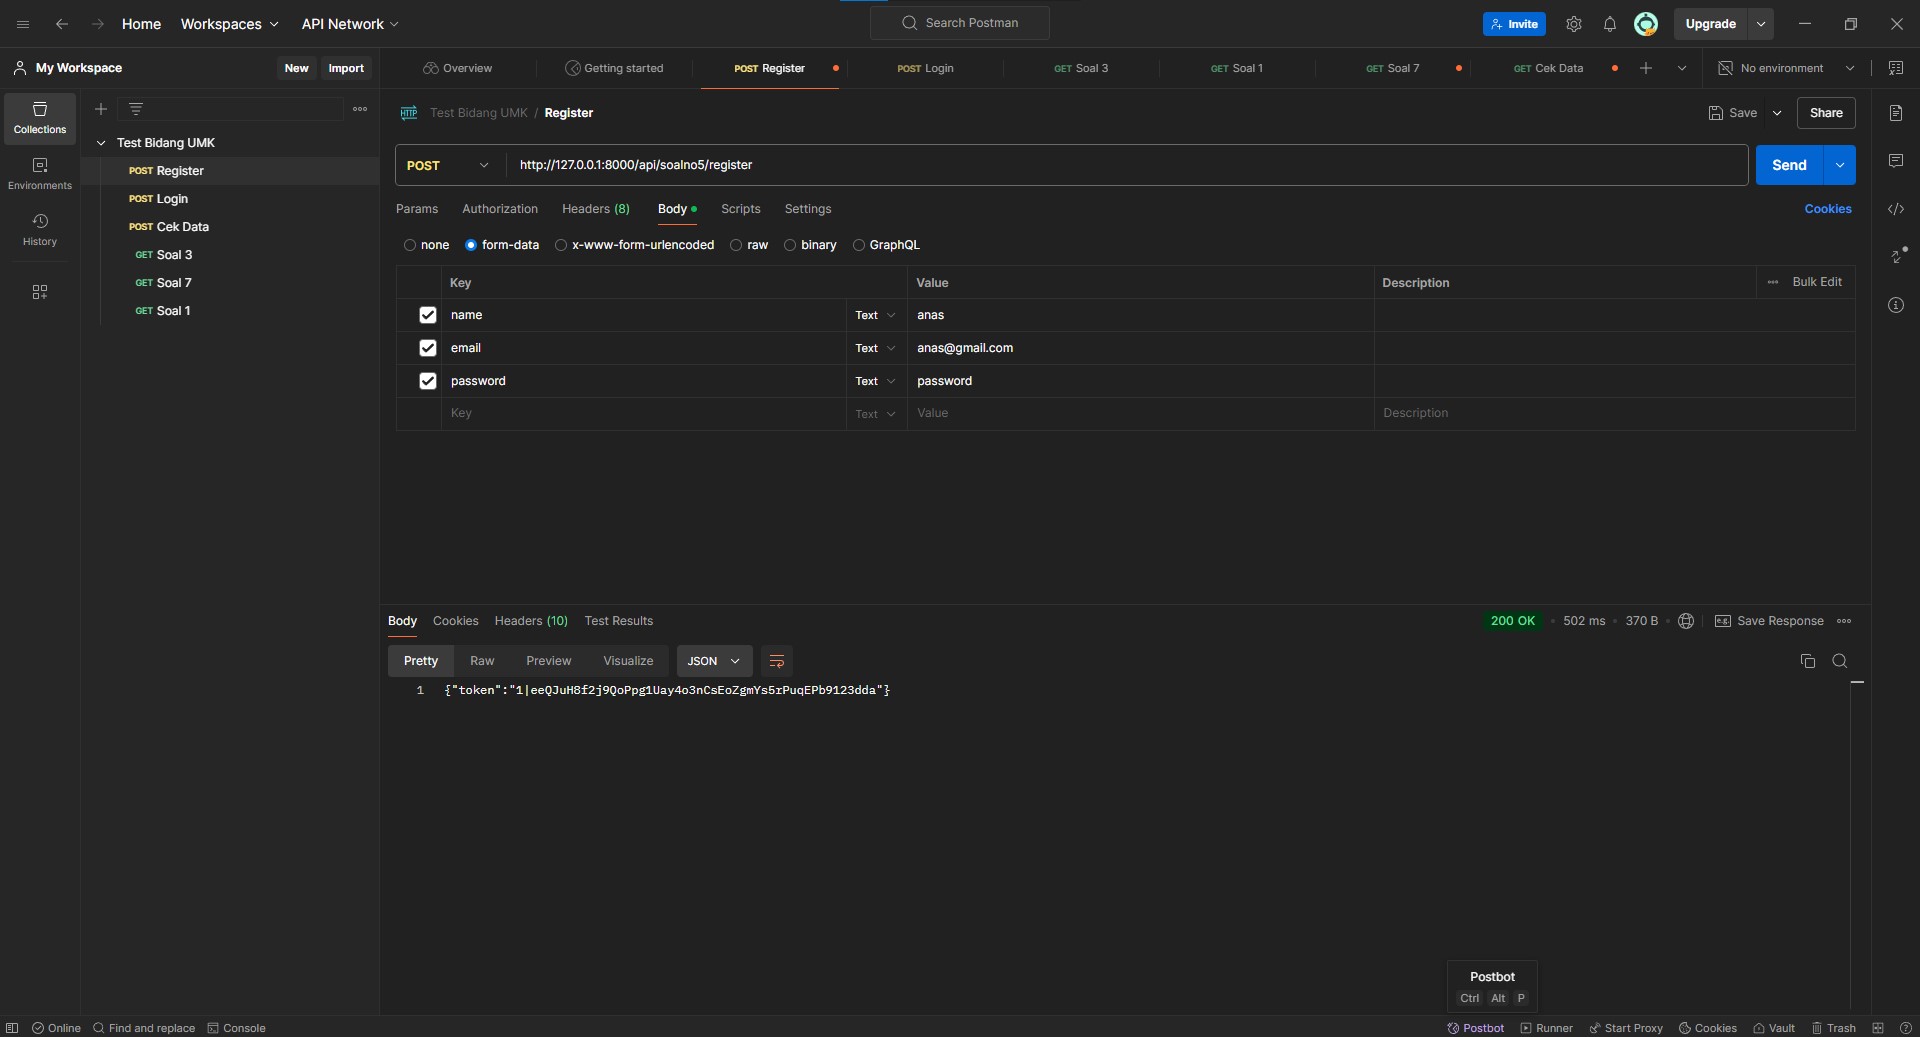 Home Workspaces API Network Search Postman Invite Upgrade
My Workspace New Import Overview Getting started POST Register POST Login GET Soal 3 GET Soal 1 GET Soal 7 GET Cek Data No environment
Collections
Environments
History
Test Bidang UMK
POST Register
POST Login
POST Cek Data
GET Soal 3
GET Soal 7
GET Soal 1
HTTP Test Bidang UMK / Register Save Share
POST http://127.0.0.1:8000/api/soalno5/register Send
Params Authorization Headers (8) Body Scripts Settings Cookies
none form-data x-www-form-urlencoded raw binary GraphQL
Key Value Description Bulk Edit
name Text anas
email Text anas@gmail.com
password Text password
Key Text Value Description
Body Cookies Headers (10) Test Results 200 OK 502 ms 370 B e.g. Save Response
Pretty Raw Preview Visualize JSON
1 {"token":"1|eeQJuH8f2j9QoPpg1Uay4o3nCsEoZgmYs5rPuqEPb9123dda"}
Postbot
Ctrl Alt P
Online Find and replace Console Postbot Runner Start Proxy Cookies Vault Trash